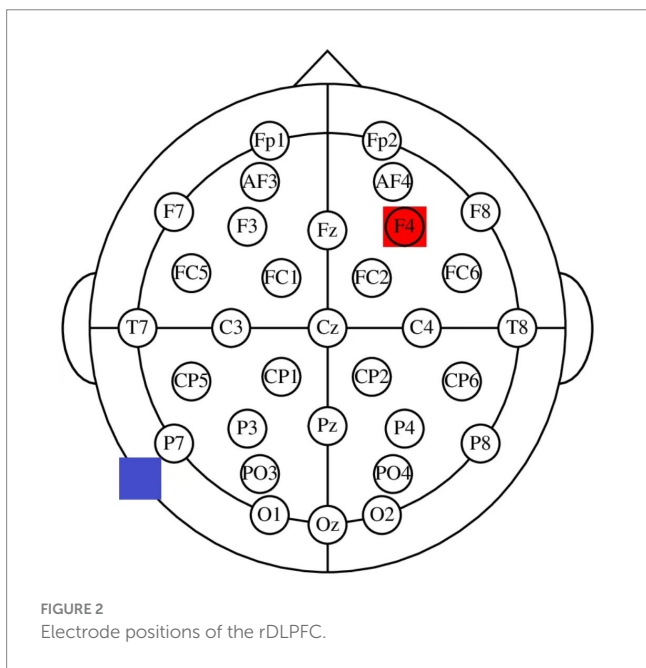 Fp1 Fp2
AF3 AF4
F7 F3 Fz F4 F8
FC5 FC1 FC2 FC6
T7 C3 Cz C4 T8
CP5 CP1 CP2 CP6
P7 P3 Pz P4 P8
PO3 PO4
O1 Oz O2
FIGURE 2
Electrode positions of the rDLPFC.